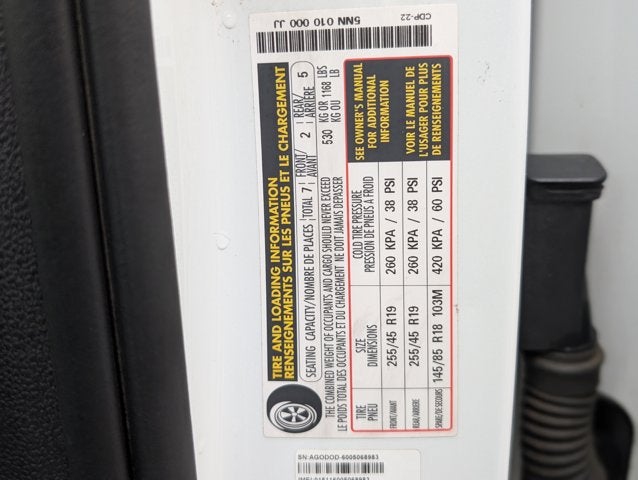 CDP-22
5NN 010 000 JJ
TIRE AND LOADING INFORMATION
RENSEIGNEMENTS SUR LES PNEUS ET LE CHARGEMENT
SEATING CAPACITY/NOMBRE DE PLACES TOTAL 7 FRONT/AVANT 2 REAR/ARRIÈRE 5
THE COMBINED WEIGHT OF OCCUPANTS AND CARGO SHOULD NEVER EXCEED 530 KG OR 1168 LBS
LE POIDS TOTAL DES OCCUPANTS ET DU CHARGEMENT NE DOIT JAMAIS DÉPASSER KG OU LB
TIRE PNEU SIZE DIMENSIONS COLD TIRE PRESSURE PRESSION DE PNEUS À FROID
FRONT/AVANT 255/45 R19 260 KPA / 38 PSI
REAR/ARRIÈRE 255/45 R19 260 KPA / 38 PSI
SPARE/DE SECOURS 145/85 R18 103M 420 KPA / 60 PSI
SEE OWNER'S MANUAL
FOR ADDITIONAL
INFORMATION
VOIR LE MANUEL DE
L'USAGER POUR PLUS
DE RENSEIGNEMENTS
SN:AGODOD-6005068983